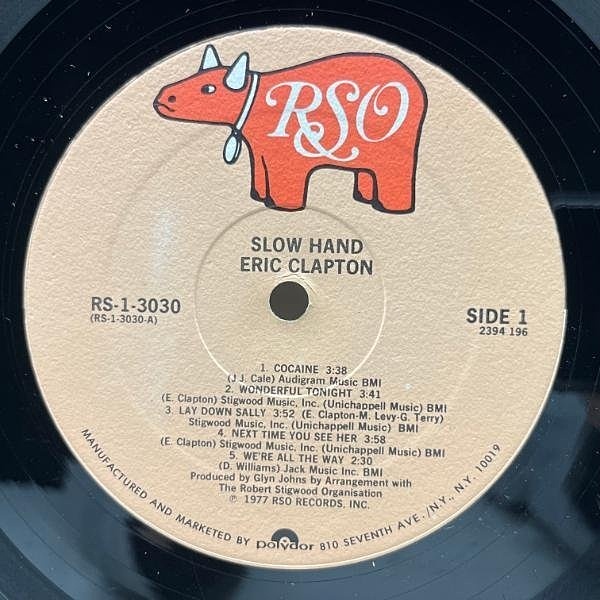 RSO
SLOW HAND
ERIC CLAPTON
RS-1-3030
(RS-1-3030-A)
SIDE 1
2394 196
1. COCAINE 3:38
(J J. Cale) Audigram Music BMI
2. WONDERFUL TONIGHT 3:41
(E. Clapton) Stigwood Music, Inc. (Unichappell Music) BMI
3. LAY DOWN SALLY 3:52 (E. Clapton-M. Levy-G. Terry)
Stigwood Music, Inc. (Unichappell Music) BMI
4. NEXT TIME YOU SEE HER 3:58
(E. Clapton) Stigwood Music, Inc. (Unichappell Music) BMI
5. WE'RE ALL THE WAY 2:30
(D. Williams) Jack Music Inc. BMI
Produced by Glyn Johns by Arrangement with
The Robert Stigwood Organisation
℗ 1977 RSO RECORDS, INC.
MANUFACTURED AND MARKETED BY polydor 810 SEVENTH AVE./N.Y., N.Y. 10019